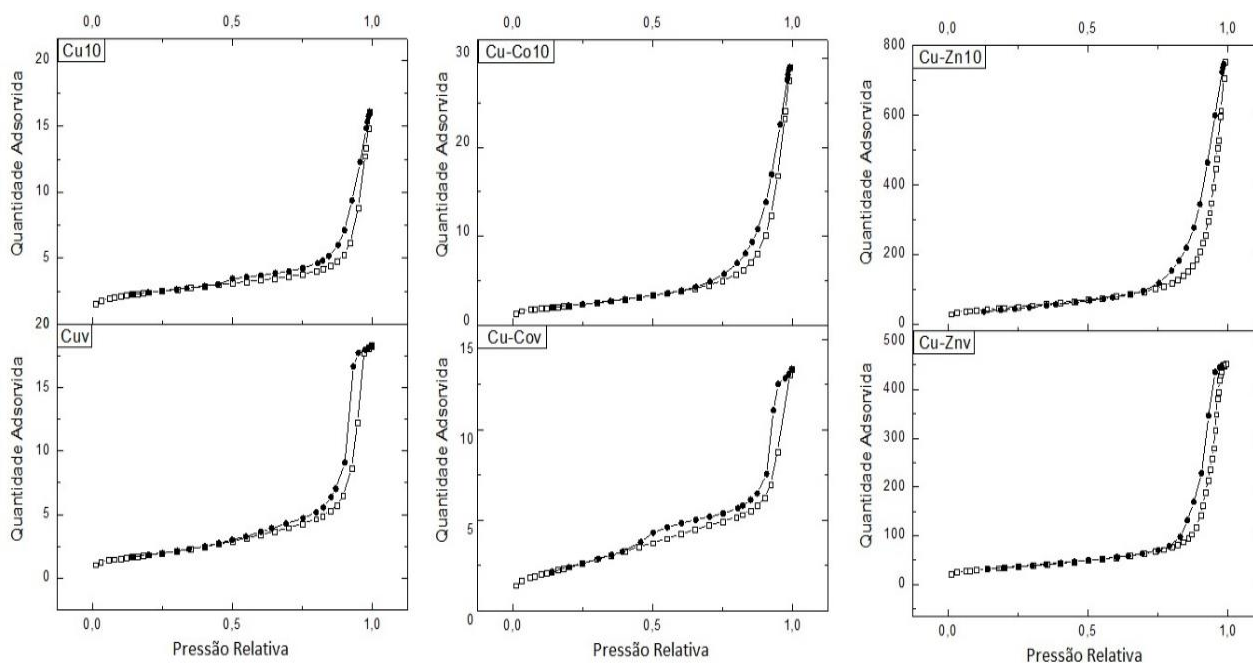 0,0 0,5 1,0
Cu10
20
15
10
5
Quantidade Adsorvida
Cuv
20
15
10
5
0
Quantidade Adsorvida
0,0 0,5 1,0
Pressão Relativa
0,0 0,5 1,0
Cu-Co10
30
20
10
0
Quantidade Adsorvida
Cu-Cov
15
10
5
0
Quantidade Adsorvida
0,0 0,5 1,0
Pressão Relativa
0,0 0,5 1,0
Cu-Zn10
800
600
400
200
0
Quantidade Adsorvida
Cu-Znv
500
400
300
200
100
0
Quantidade Adsorvida
0,0 0,5 1,0
Pressão Relativa